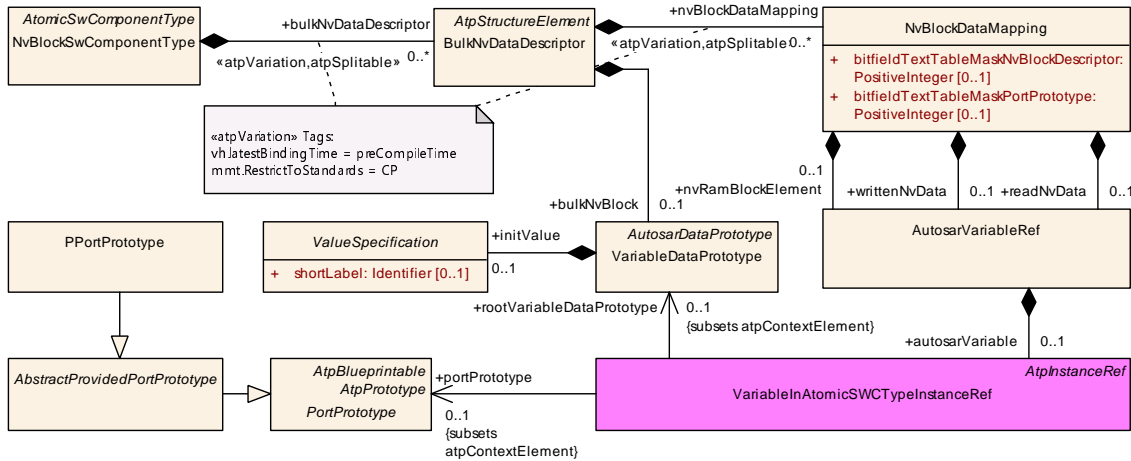 AtomicSwComponentType
NvBlockSwComponentType
+bulkNvDataDescriptor
0..*
«atpVariation,atpSplitable»
AtpStructureElement
BulkNvDataDescriptor
+nvBlockDataMapping
«atpVariation,atpSplitable»
0..*
NvBlockDataMapping
+ bitfieldTextTableMaskNvBlockDescriptor:
PositiveInteger [0..1]
+ bitfieldTextTableMaskPortPrototype:
PositiveInteger [0..1]
«atpVariation» Tags:
vh.latestBindingTime = preCompileTime
mmt.RestrictToStandards = CP
0..1
+nvRamBlockElement
+writtenNvData
0..1
+readNvData
0..1
+bulkNvBlock
0..1
PPortPrototype
ValueSpecification
+ shortLabel: Identifier [0..1]
+initValue
0..1
AutosarDataPrototype
VariableDataPrototype
AutosarVariableRef
+rootVariableDataPrototype
0..1
{subsets atpContextElement}
+autosarVariable
0..1
AbstractProvidedPortPrototype
AtpBlueprintable
AtpPrototype
PortPrototype
+portPrototype
0..1
{subsets
atpContextElement}
AtpInstanceRef
VariableInAtomicSWCTypeInstanceRef